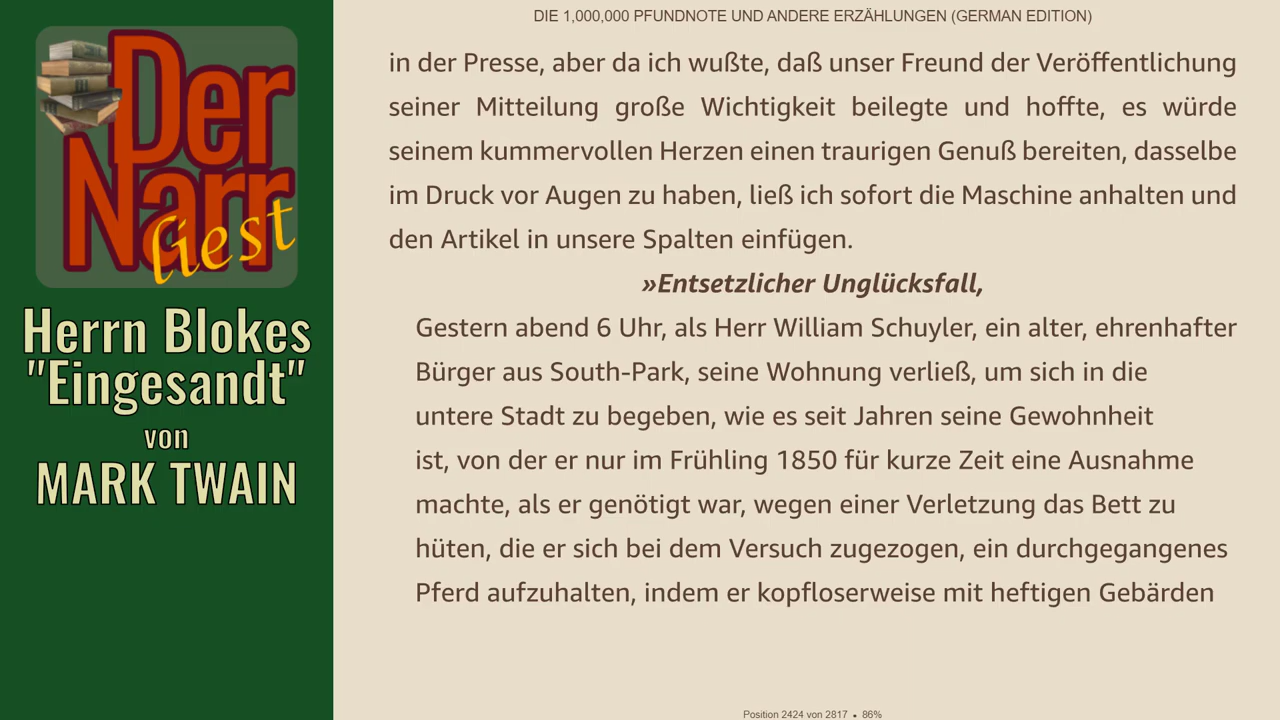 Der
Narr
liest
Herrn Blokes
"Eingesandt"
von
MARK TWAIN
DIE 1,000,000 PFUNDNOTE UND ANDERE ERZÄHLUNGEN (GERMAN EDITION)
in der Presse, aber da ich wußte, daß unser Freund der Veröffentlichung
seiner Mitteilung große Wichtigkeit beilegte und hoffte, es würde
seinem kummervollen Herzen einen traurigen Genuß bereiten, dasselbe
im Druck vor Augen zu haben, ließ ich sofort die Maschine anhalten und
den Artikel in unsere Spalten einfügen.
»Entsetzlicher Unglücksfall,
Gestern abend 6 Uhr, als Herr William Schuyler, ein alter, ehrenhafter
Bürger aus South-Park, seine Wohnung verließ, um sich in die
untere Stadt zu begeben, wie es seit Jahren seine Gewohnheit
ist, von der er nur im Frühling 1850 für kurze Zeit eine Ausnahme
machte, als er genötigt war, wegen einer Verletzung das Bett zu
hüten, die er sich bei dem Versuch zugezogen, ein durchgegangenes
Pferd aufzuhalten, indem er kopfloserweise mit heftigen Gebärden
Position 2424 von 2817 • 86%